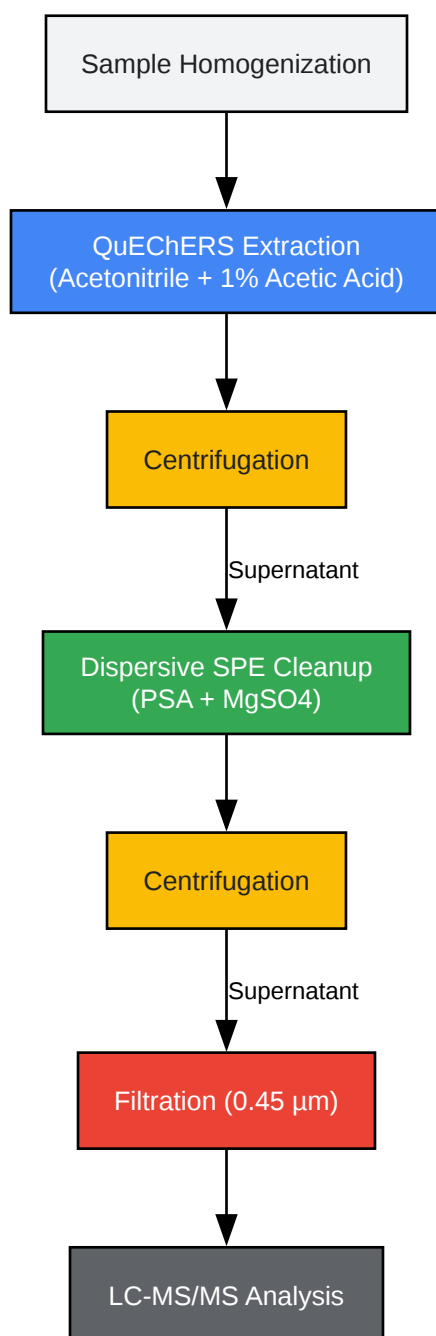 Sample Homogenization
QuEChERS Extraction
(Acetonitrile + 1% Acetic Acid)
Centrifugation
Supernatant
Dispersive SPE Cleanup
(PSA + MgSO4)
Centrifugation
Supernatant
Filtration (0.45 µm)
LC-MS/MS Analysis